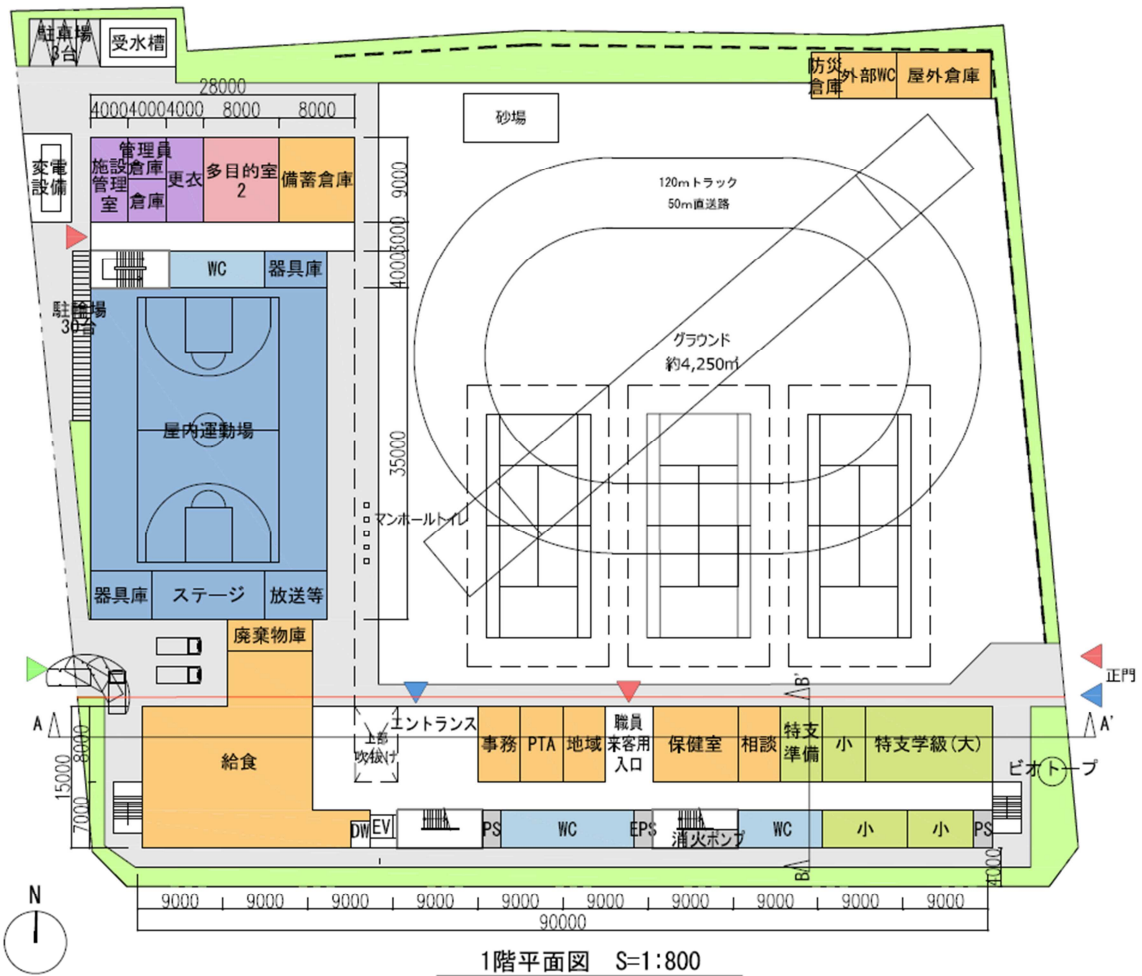 駐車場
3台
受水槽
防災
倉庫
外部WC
屋外倉庫
28000
4000
4000
4000
8000
8000
砂場
変電
設備
施設
管理
室
管理員
倉庫
倉庫
更衣
多目的室
2
備蓄倉庫
9000
120mトラック
50m直送路
3000
4000
WC
器具庫
駐輪場
30台
グラウンド
約4,250㎡
屋内運動場
35000
マンホールトイレ
器具庫
ステージ
放送等
廃棄物庫
正門
B'
A
A'
エントランス
上部
吹抜け
事務
PTA
地域
職員
来客用
入口
保健室
相談
特支
準備
小
特支学級(大)
給食
8000
15000
7000
ビオトープ
DW
EV
PS
WC
EPS
消火ポンプ
WC
小
小
PS
B
4000
9000
9000
9000
9000
9000
9000
9000
9000
9000
9000
90000
N
1階平面図 S=1:800